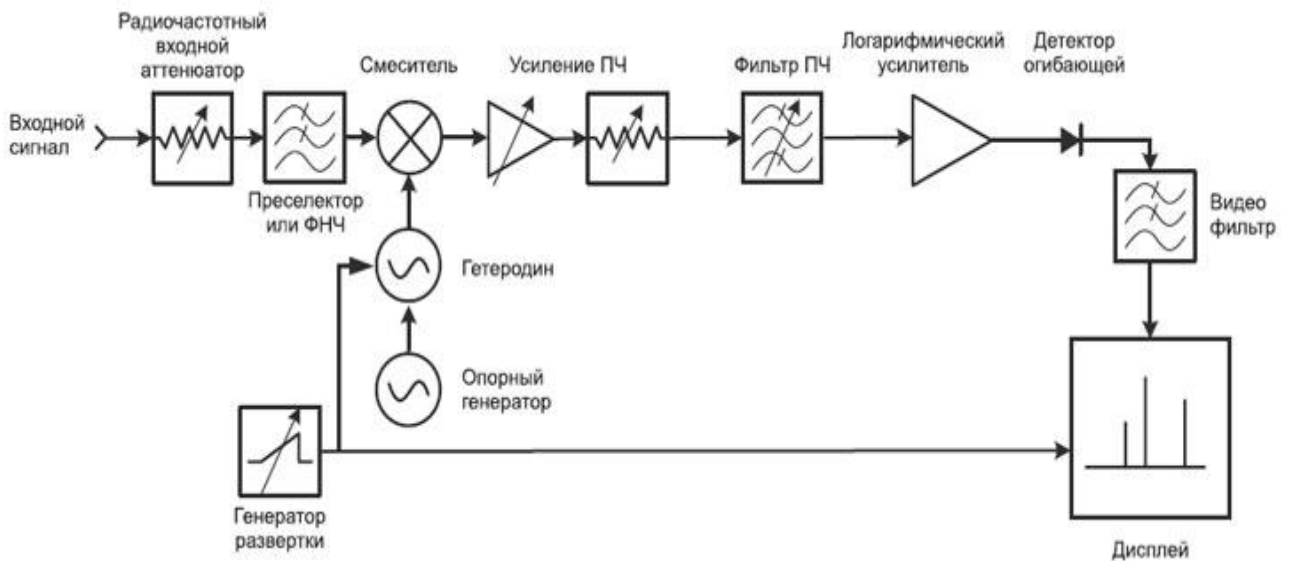 Радиочастотный
входной
аттенюатор
Смеситель
Усиление ПЧ
Фильтр ПЧ
Логарифмический
усилитель
Детектор
огибающей
Входной
сигнал
Преселектор
или ФНЧ
Видео
фильтр
Гетеродин
Опорный
генератор
Генератор
развертки
Дисплей